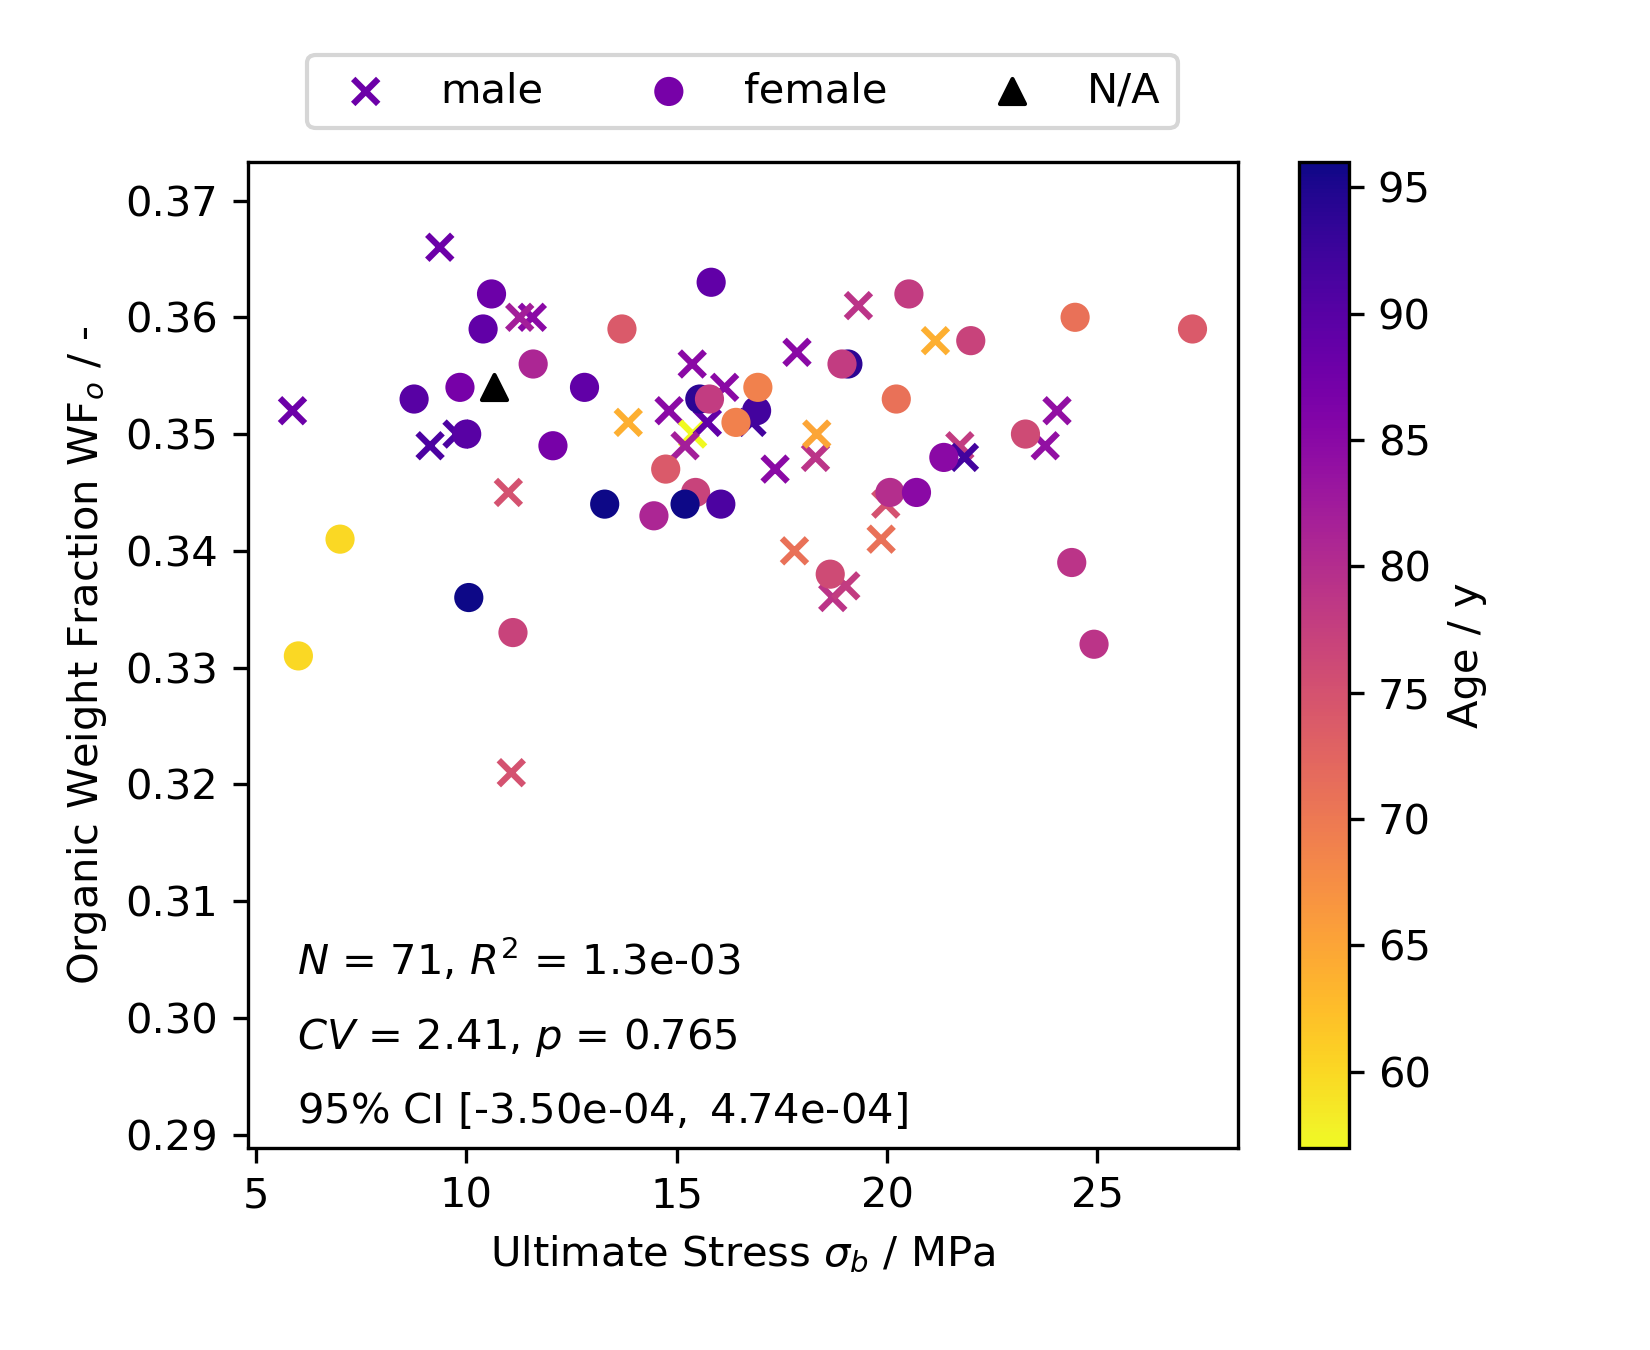 male female N/A
0.37
0.36
0.35
0.34
0.33
0.32
0.31
0.30
0.29
Organic Weight Fraction WFₒ / -
N = 71, R² = 1.3e-03
CV = 2.41, p = 0.765
95% CI [-3.50e-04, 4.74e-04]
5 10 15 20 25
Ultimate Stress σ_b / MPa
95
90
85
80
75
70
65
60
Age / y